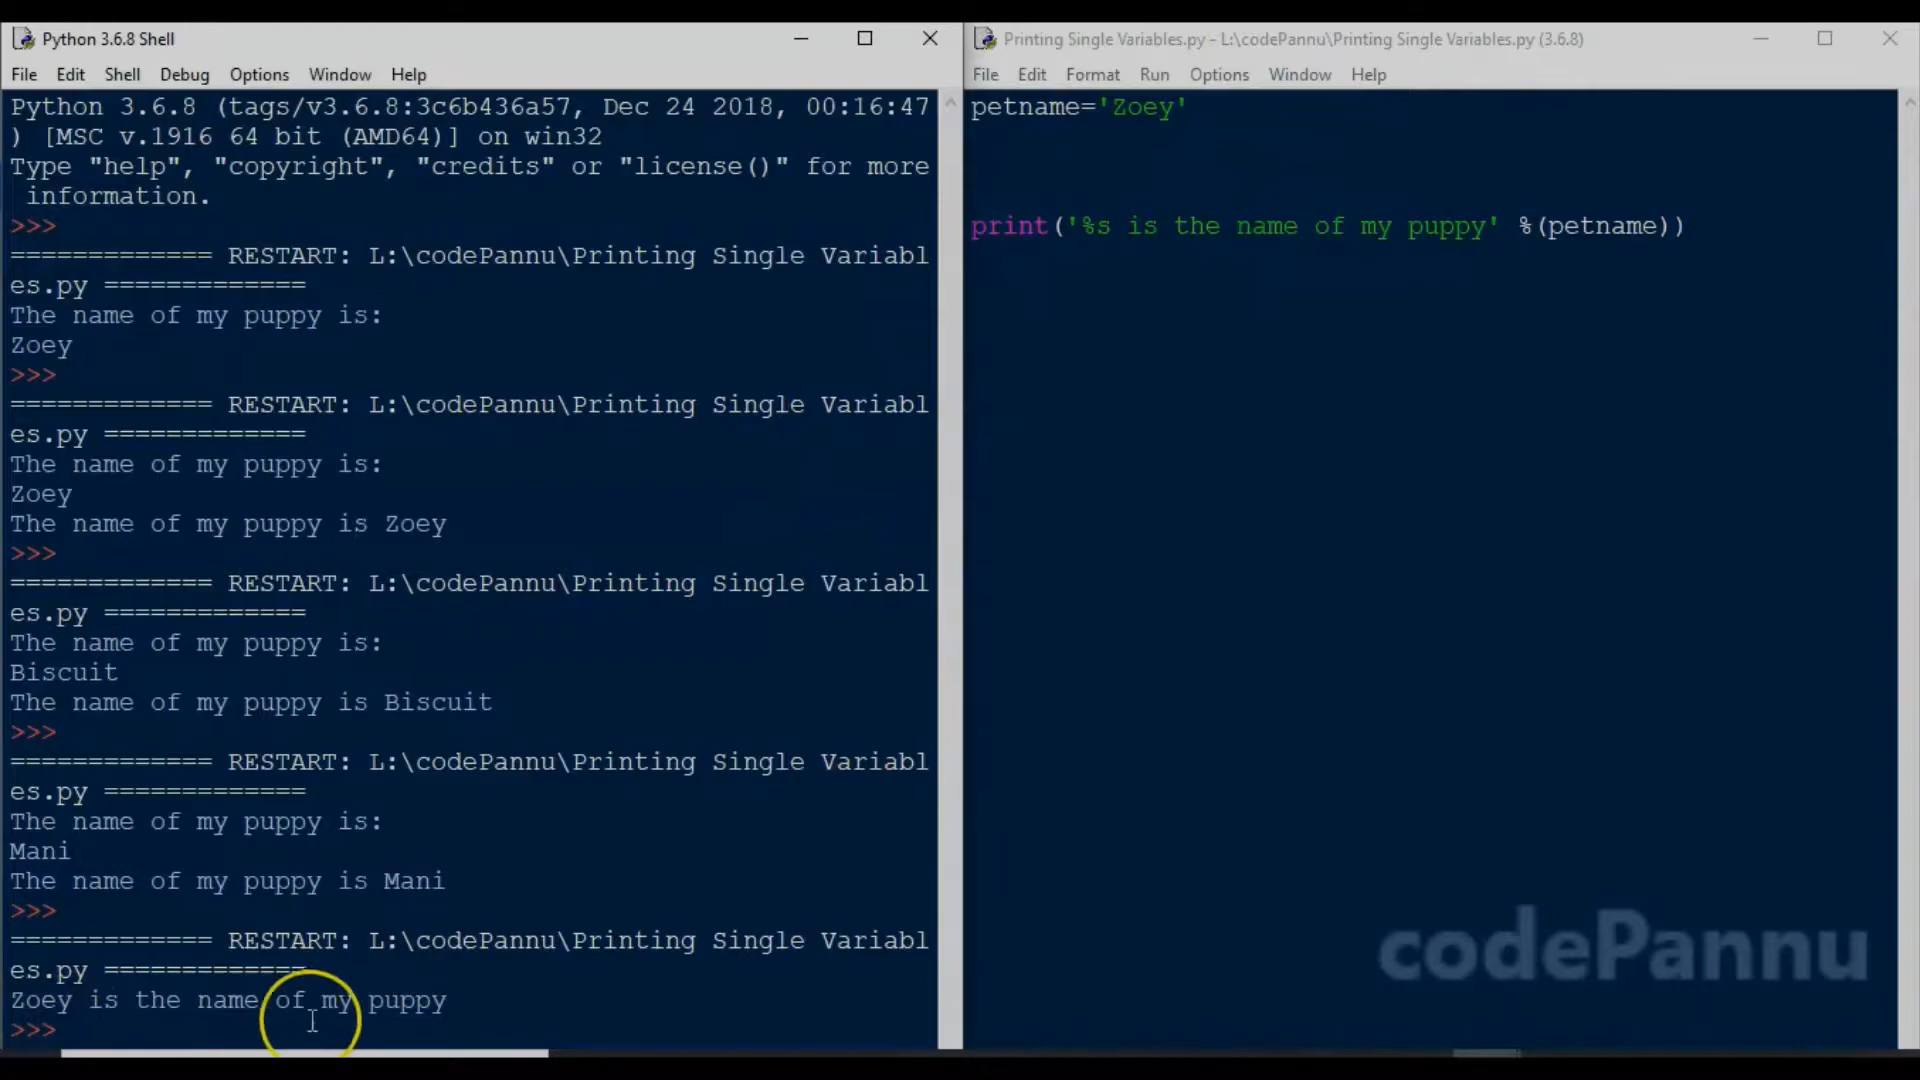 Python 3.6.8 Shell
File Edit Shell Debug Options Window Help
Python 3.6.8 (tags/v3.6.8:3c6b436a57, Dec 24 2018, 00:16:47
) [MSC v.1916 64 bit (AMD64)] on win32
Type "help", "copyright", "credits" or "license()" for more
 information.
>>>
============= RESTART: L:\codePannu\Printing Single Variabl
es.py =============
The name of my puppy is:
Zoey
>>>
============= RESTART: L:\codePannu\Printing Single Variabl
es.py =============
The name of my puppy is:
Zoey
The name of my puppy is Zoey
>>>
============= RESTART: L:\codePannu\Printing Single Variabl
es.py =============
The name of my puppy is:
Biscuit
The name of my puppy is Biscuit
>>>
============= RESTART: L:\codePannu\Printing Single Variabl
es.py =============
The name of my puppy is:
Mani
The name of my puppy is Mani
>>>
============= RESTART: L:\codePannu\Printing Single Variabl
es.py =============
Zoey is the name of my puppy
>>>
Printing Single Variables.py - L:\codePannu\Printing Single Variables.py (3.6.8)
File Edit Format Run Options Window Help
petname='Zoey'
print('%s is the name of my puppy' %(petname))
codePannu